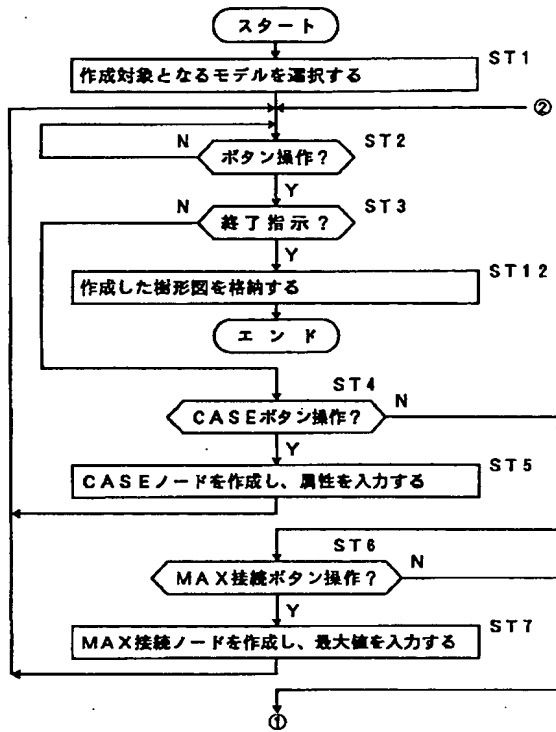 スタート
ST1
作成対象となるモデルを選択する
②
N
ST2
ボタン操作?
Y
N
ST3
終了指示?
Y
ST12
作成した樹形図を格納する
エンド
ST4
N
CASEボタン操作?
Y
ST5
CASEノードを作成し、属性を入力する
ST6
N
MAX接続ボタン操作?
Y
ST7
MAX接続ノードを作成し、最大値を入力する
①